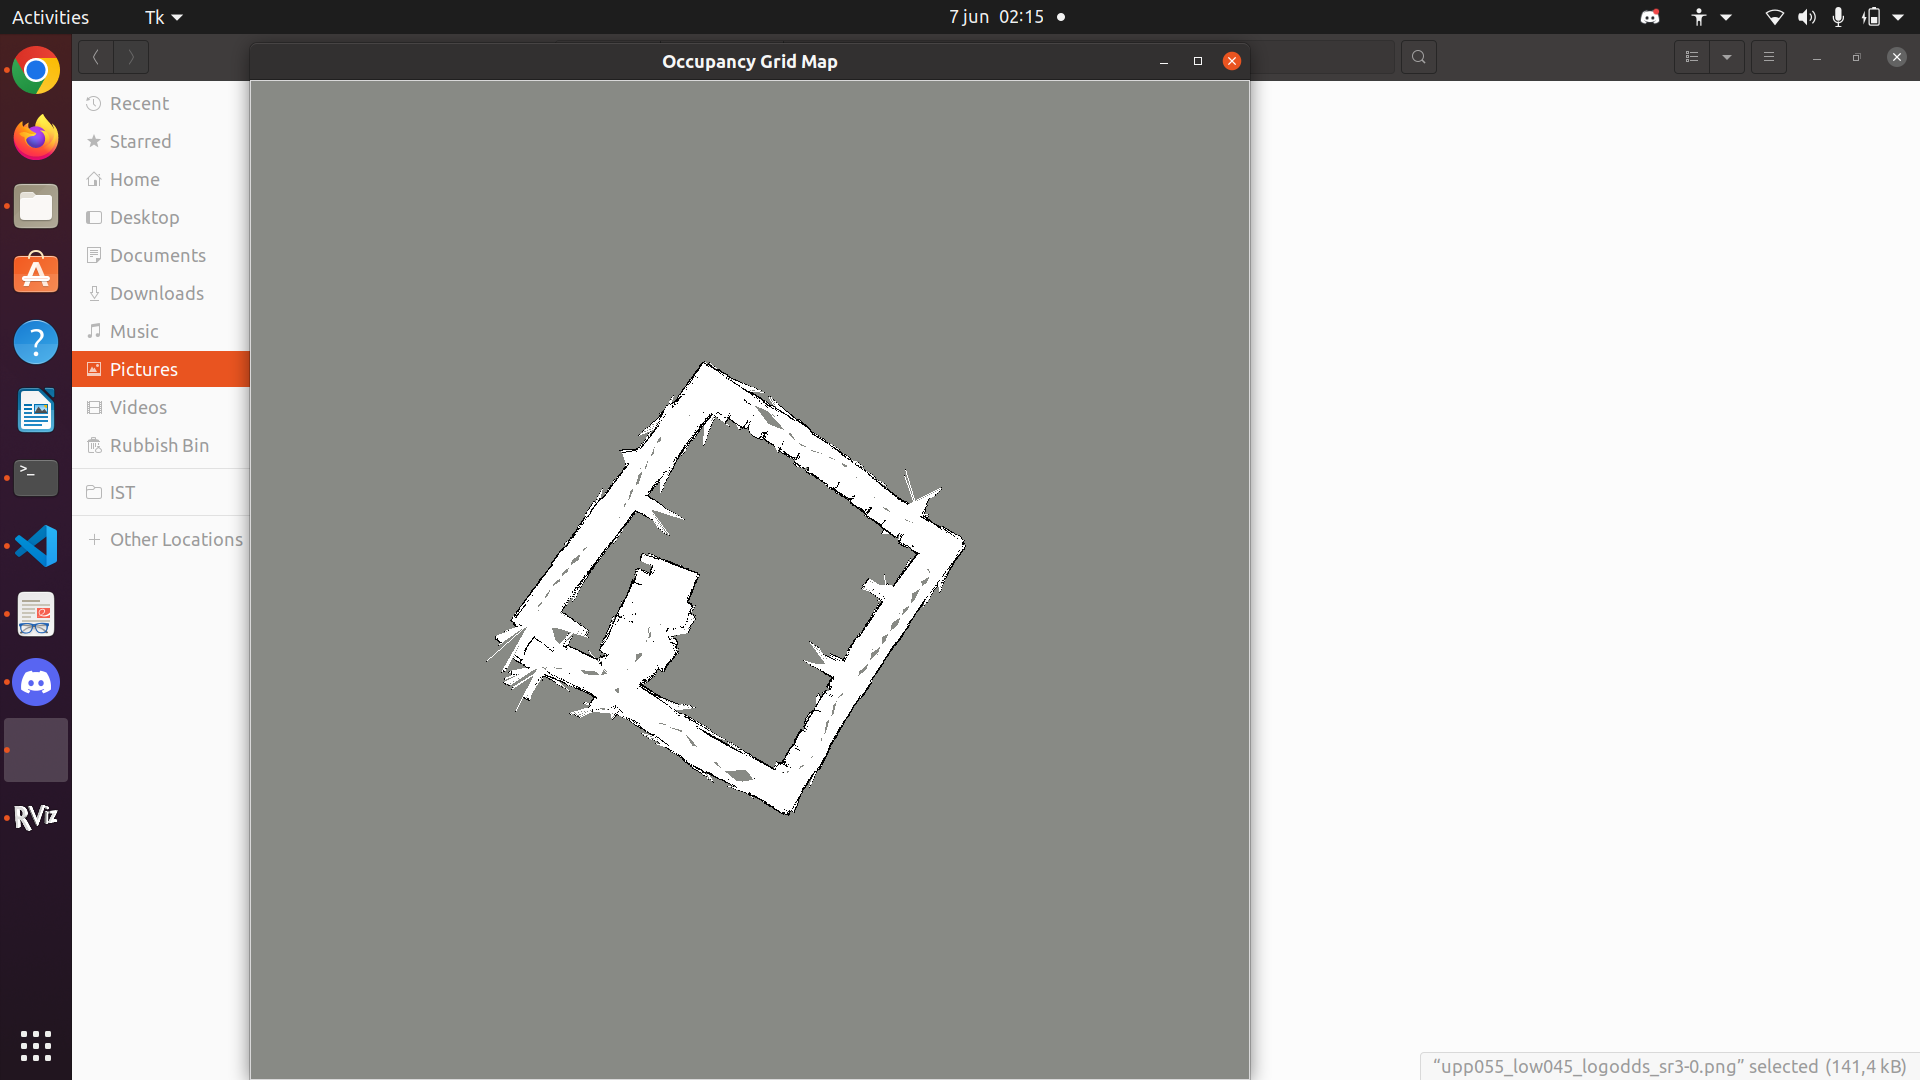 Activities
Tk
7 jun 02:15
Occupancy Grid Map
Recent
Starred
Home
Desktop
Documents
Downloads
Music
Pictures
Videos
Rubbish Bin
IST
+ Other Locations
>_
?
RViz
“upp055_low045_logodds_sr3-0.png” selected (141,4 kB)